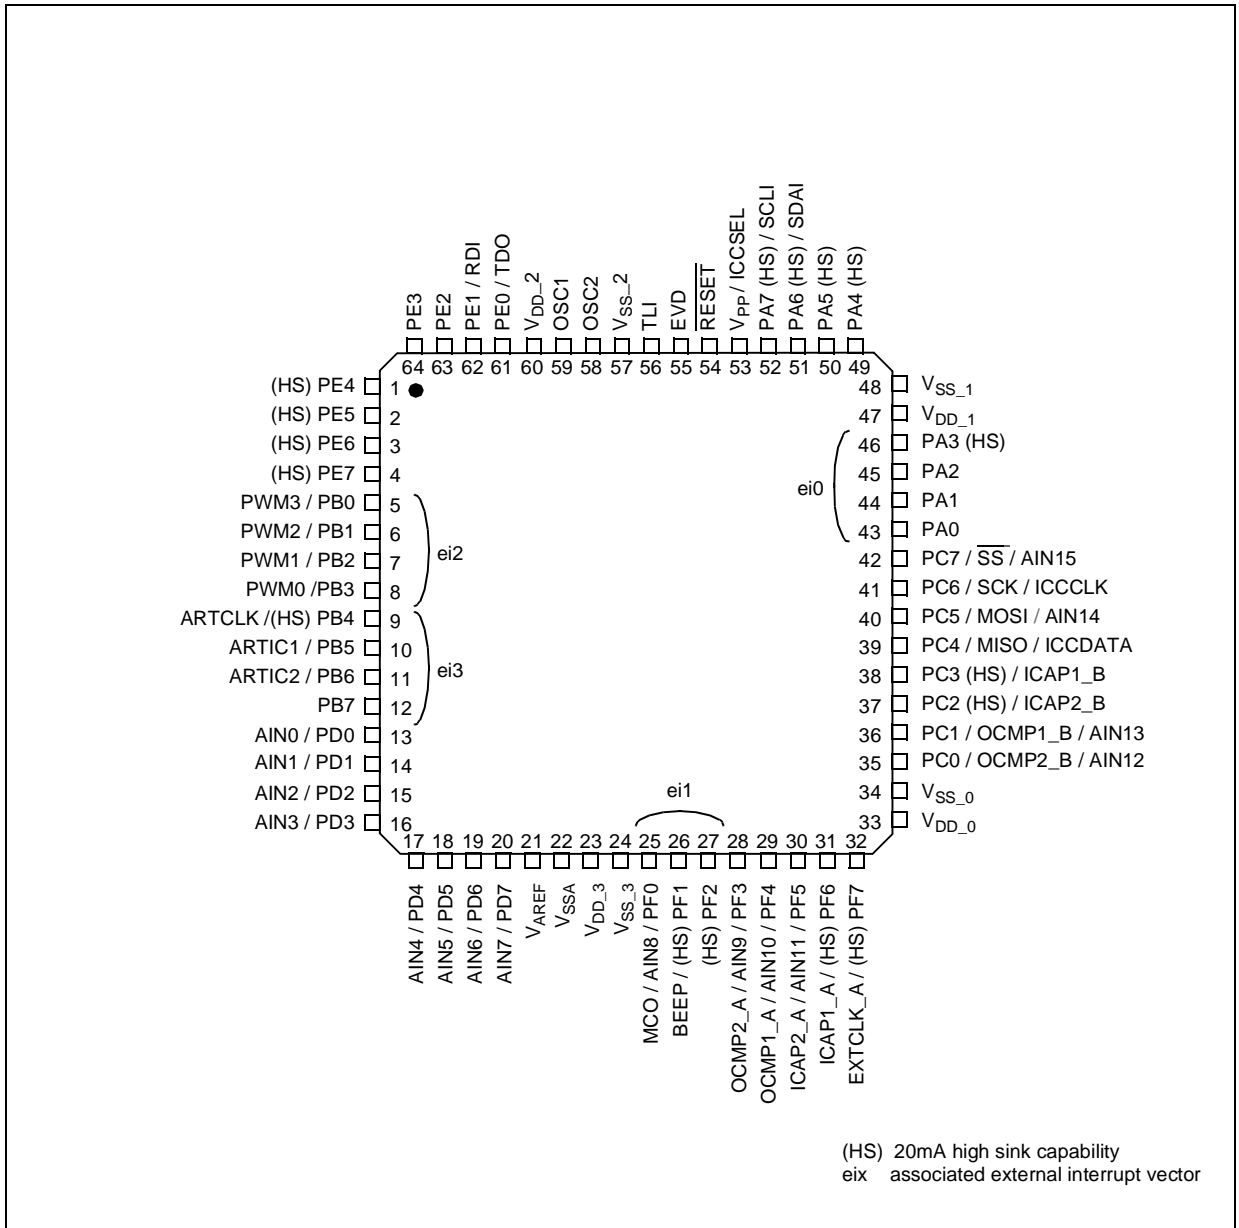 PE3
PE2
PE1 / RDI
PE0 / TDO
VDD_2
OSC1
OSC2
VSS_2
TLI
EVD
RESET
VPP / ICCSEL
PA7 (HS) / SCLI
PA6 (HS) / SDAI
PA5 (HS)
PA4 (HS)
64 63 62 61 60 59 58 57 56 55 54 53 52 51 50 49
(HS) PE4 1
(HS) PE5 2
(HS) PE6 3
(HS) PE7 4
PWM3 / PB0 5
PWM2 / PB1 6
PWM1 / PB2 7
PWM0 /PB3 8
ei2
ARTCLK /(HS) PB4 9
ARTIC1 / PB5 10
ARTIC2 / PB6 11
PB7 12
ei3
AIN0 / PD0 13
AIN1 / PD1 14
AIN2 / PD2 15
AIN3 / PD3 16
48 VSS_1
47 VDD_1
46 PA3 (HS)
45 PA2
44 PA1
43 PA0
ei0
42 PC7 / SS / AIN15
41 PC6 / SCK / ICCCLK
40 PC5 / MOSI / AIN14
39 PC4 / MISO / ICCDATA
38 PC3 (HS) / ICAP1_B
37 PC2 (HS) / ICAP2_B
36 PC1 / OCMP1_B / AIN13
35 PC0 / OCMP2_B / AIN12
34 VSS_0
33 VDD_0
ei1
17 18 19 20 21 22 23 24 25 26 27 28 29 30 31 32
AIN4 / PD4
AIN5 / PD5
AIN6 / PD6
AIN7 / PD7
VAREF
VSSA
VDD_3
VSS_3
MCO / AIN8 / PF0
BEEP / (HS) PF1
(HS) PF2
OCMP2_A / AIN9 / PF3
OCMP1_A / AIN10 / PF4
ICAP2_A / AIN11 / PF5
ICAP1_A / (HS) PF6
EXTCLK_A / (HS) PF7
(HS) 20mA high sink capability
eix associated external interrupt vector